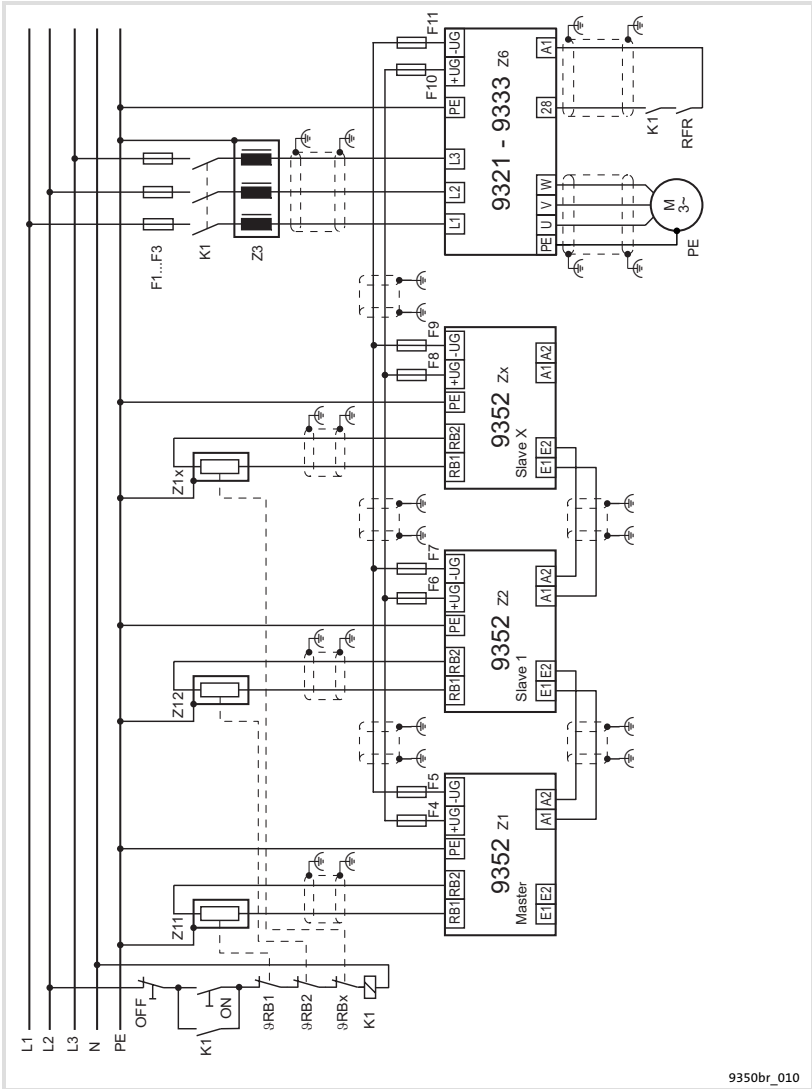 L1
L2
L3
N
PE
OFF
K1
ON
ϑRB1
ϑRB2
ϑRBx
K1
Z11
RB1 RB2 PE +UG -UG
F4 F5
9352 Z1
Master
E1 E2 A1 A2
Z12
RB1 RB2 PE +UG -UG
F6 F7
9352 Z2
Slave 1
E1 E2 A1 A2
Z1x
RB1 RB2 PE +UG -UG
F8 F9
9352 Zx
Slave X
E1 E2 A1 A2
F1...F3
K1
Z3
L1 L2 L3 PE +UG -UG
F10 F11
9321 - 9333 Z6
PE U V W 28 A1
M
3~
PE
K1
RFR
9350br_010